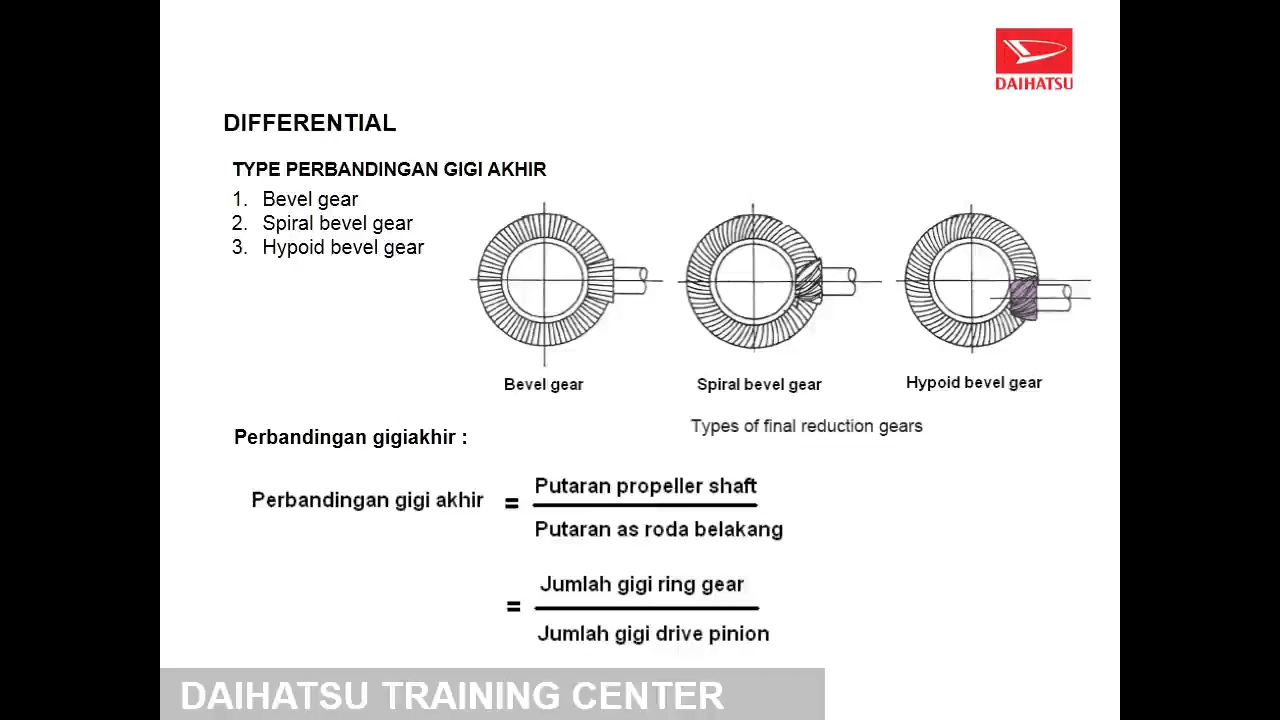 DAIHATSU
DIFFERENTIAL
TYPE PERBANDINGAN GIGI AKHIR
1. Bevel gear
2. Spiral bevel gear
3. Hypoid bevel gear
Bevel gear
Spiral bevel gear
Hypoid bevel gear
Types of final reduction gears
Perbandingan gigiakhir :
Perbandingan gigi akhir = Putaran propeller shaft
Putaran as roda belakang
= Jumlah gigi ring gear
Jumlah gigi drive pinion
DAIHATSU TRAINING CENTER